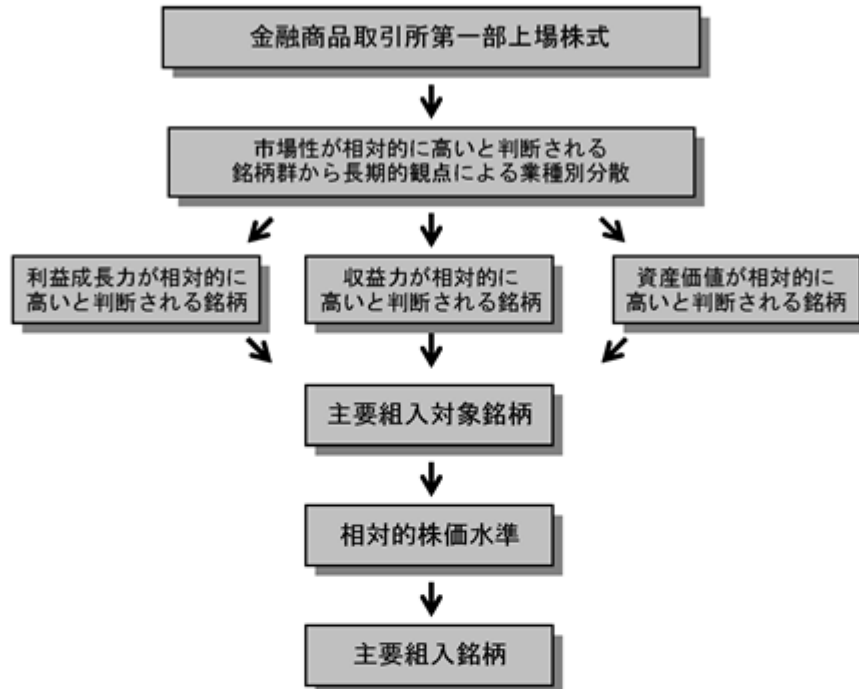 金融商品取引所第一部上場株式
市場性が相対的に高いと判断される
銘柄群から長期的観点による業種別分散
利益成長力が相対的に
高いと判断される銘柄
収益力が相対的に
高いと判断される銘柄
資産価値が相対的に
高いと判断される銘柄
主要組入対象銘柄
相対的株価水準
主要組入銘柄